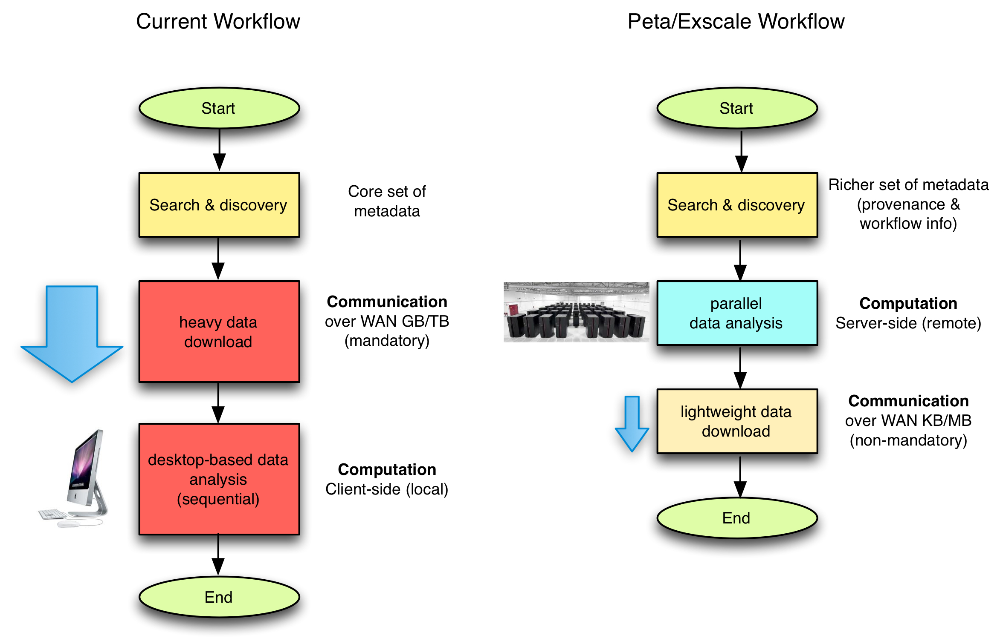 Current Workflow
Start
Search & discovery
Core set of
metadata
heavy data
download
Communication
over WAN GB/TB
(mandatory)
desktop-based data
analysis
(sequential)
Computation
Client-side (local)
End
Peta/Exscale Workflow
Start
Search & discovery
Richer set of metadata
(provenance &
workflow info)
parallel
data analysis
Computation
Server-side (remote)
lightweight data
download
Communication
over WAN KB/MB
(non-mandatory)
End